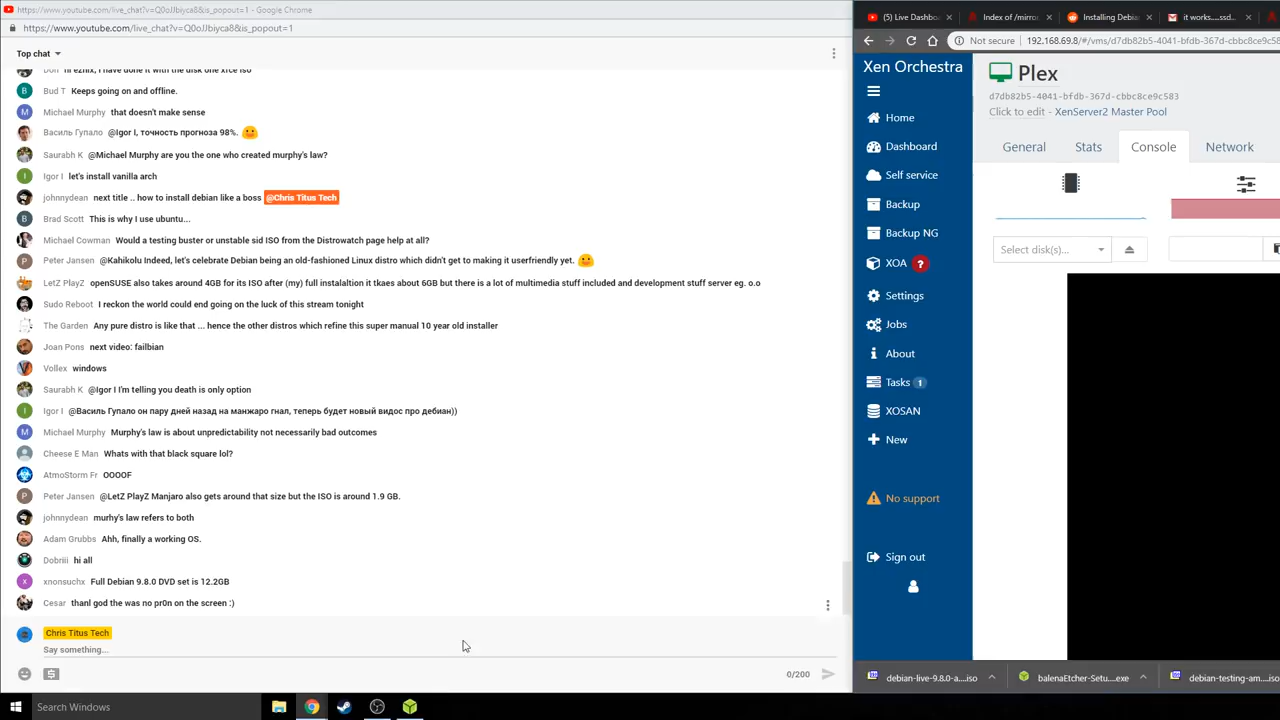 https://www.youtube.com/live_chat?v=Q0oJJbiyca8&is_popout=1 - Google Chrome
https://www.youtube.com/live_chat?v=Q0oJJbiyca8&is_popout=1
Top chat
Bud T Keeps going on and offline.
Michael Murphy that doesn't make sense
Василь Гупало @Igor I, точность прогноза 98%.
Saurabh K @Michael Murphy are you the one who created murphy's law?
Igor I let's install vanilla arch
johnnydean next title .. how to install debian like a boss @Chris Titus Tech
Brad Scott This is why I use ubuntu...
Michael Cowman Would a testing buster or unstable sid ISO from the Distrowatch page help at all?
Peter Jansen @Kahikolu Indeed, let's celebrate Debian being an old-fashioned Linux distro which didn't get to making it userfriendly yet.
LetZ PlayZ openSUSE also takes around 4GB for its ISO after (my) full instalaltion it tkaes about 6GB but there is a lot of multimedia stuff included and development stuff server eg. o.o
Sudo Reboot I reckon the world could end going on the luck of this stream tonight
The Garden Any pure distro is like that ... hence the other distros which refine this super manual 10 year old installer
Joan Pons next video: failbian
Vollex windows
Saurabh K @Igor I I'm telling you death is only option
Igor I @Василь Гупало он пару дней назад на манжаро гнал, теперь будет новый видос про дебиан))
Michael Murphy Murphy's law is about unpredictability not necessarily bad outcomes
Cheese E Man Whats with that black square lol?
AtmoStorm Fr OOOOF
Peter Jansen @LetZ PlayZ Manjaro also gets around that size but the ISO is around 1.9 GB.
johnnydean murhy's law refers to both
Adam Grubbs Ahh, finally a working OS.
Dobriii hi all
xnonsuchx Full Debian 9.8.0 DVD set is 12.2GB
Cesar thanl god the was no pr0n on the screen :)
Chris Titus Tech
Say something...
0/200
(5) Live Dashbo
Index of /mirro
Installing Debia
it works....ssd
Not secure 192.168.69.8/#/vms/d7db82b5-4041-bfdb-367d-cbbc8ce9c58
Xen Orchestra
Home
Dashboard
Self service
Backup
Backup NG
XOA ?
Settings
Jobs
About
Tasks 1
XOSAN
New
No support
Sign out
Plex
d7db82b5-4041-bfdb-367d-cbbc8ce9c583
Click to edit - XenServer2 Master Pool
General Stats Console Network
Select disk(s)...
debian-live-9.8.0-a....iso
balenaEtcher-Setu....exe
debian-testing-am....iso
Search Windows